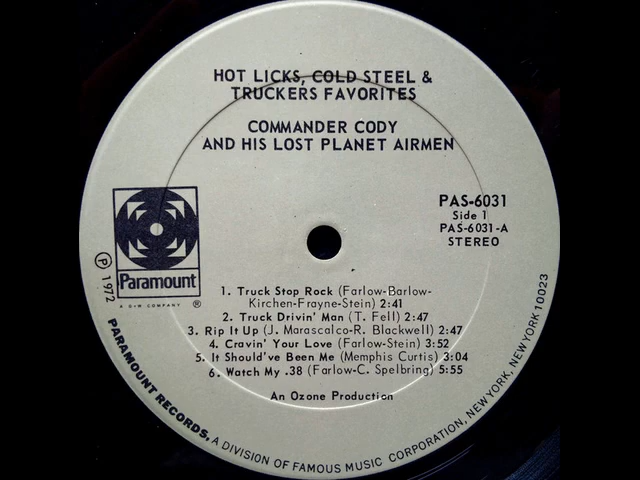 HOT LICKS, COLD STEEL &
TRUCKERS FAVORITES
COMMANDER CODY
AND HIS LOST PLANET AIRMEN
PAS-6031
Side 1
PAS-6031-A
STEREO
Paramount
A G+W COMPANY ®
Ⓟ 1972
1. Truck Stop Rock (Farlow-Barlow-
Kirchen-Frayne-Stein) 2:41
2. Truck Drivin' Man (T. Fell) 2:47
3. Rip It Up (J. Marascalco-R. Blackwell) 2:47
4. Cravin' Your Love (Farlow-Stein) 3:52
5. It Should've Been Me (Memphis Curtis) 3:04
6. Watch My .38 (Farlow-C. Spelbring) 5:55
An Ozone Production
PARAMOUNT RECORDS, A DIVISION OF FAMOUS MUSIC CORPORATION, NEW YORK, NEW YORK 10023